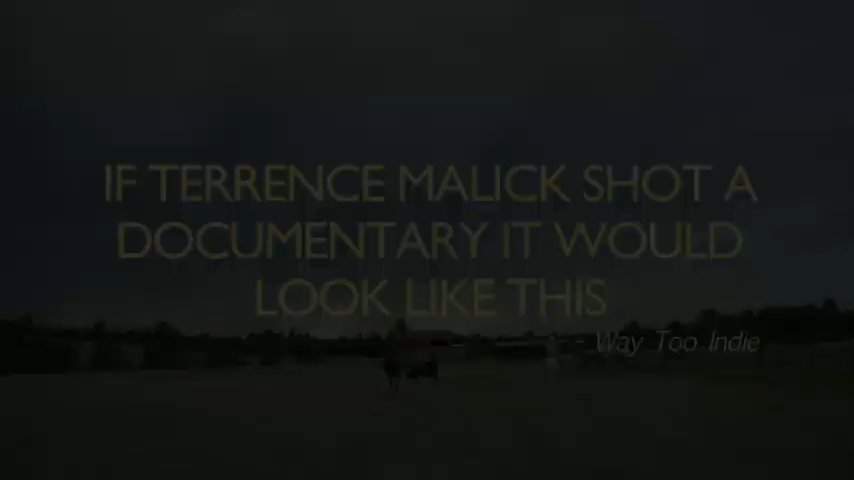 IF TERRENCE MALICK SHOT A
DOCUMENTARY IT WOULD
LOOK LIKE THIS
Way Too Indie